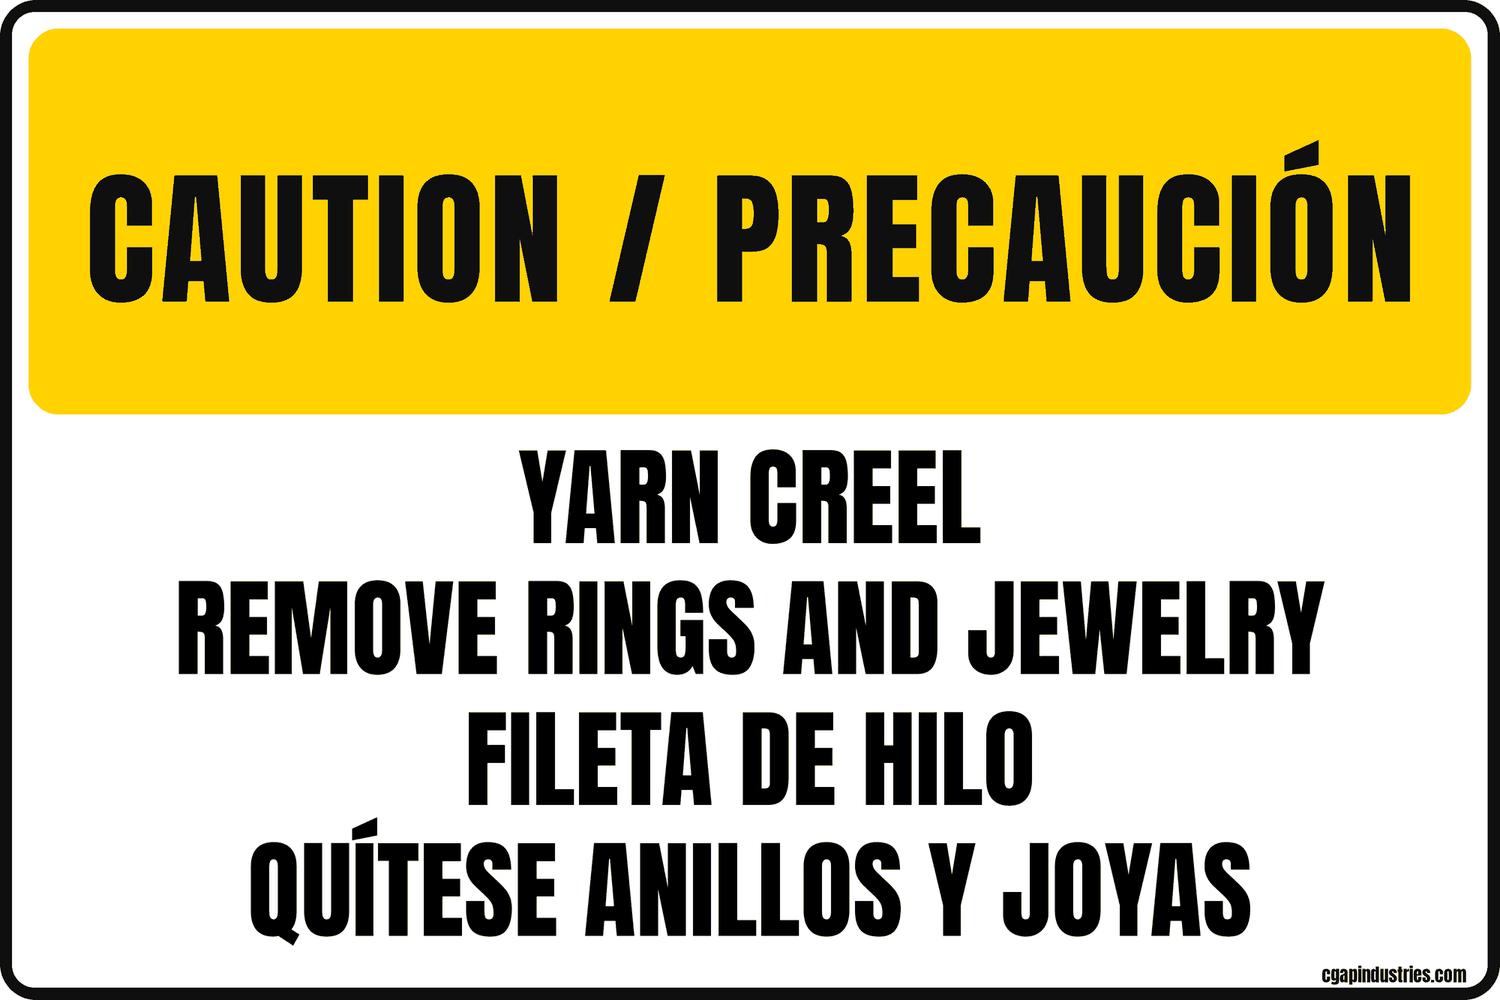 CAUTION / PRECAUCIÓN
YARN CREEL
REMOVE RINGS AND JEWELRY
FILETA DE HILO
QUÍTESE ANILLOS Y JOYAS
cgapindustries.com